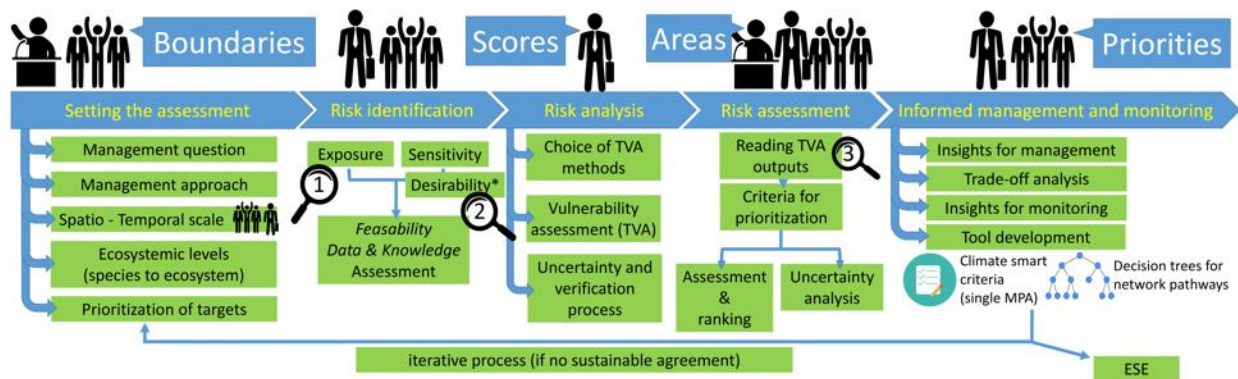 Boundaries
Scores
Areas
Priorities
Setting the assessment
Risk identification
Risk analysis
Risk assessment
Informed management and monitoring
Management question
Management approach
Spatio - Temporal scale
Ecosystemic levels
(species to ecosystem)
Prioritization of targets
Exposure
Sensitivity
Desirability*
1
2
Feasability
Data & Knowledge
Assessment
Choice of TVA
methods
Vulnerability
assessment (TVA)
Uncertainty and
verification
process
Reading TVA
outputs
3
Criteria for
prioritization
Assessment
&
ranking
Uncertainty
analysis
Insights for management
Trade-off analysis
Insights for monitoring
Tool development
Climate smart
criteria
(single MPA)
Decision trees for
network pathways
iterative process (if no sustainable agreement)
ESE